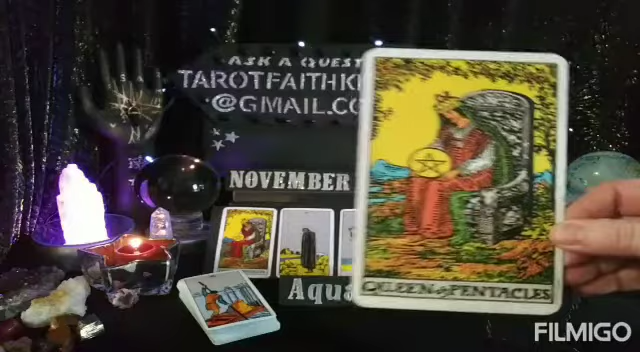 ASK A QUEST
TAROTFAITHK
@GMAIL.CO
NOVEMBER
Aqua
QUEEN of PENTACLES
FILMIGO